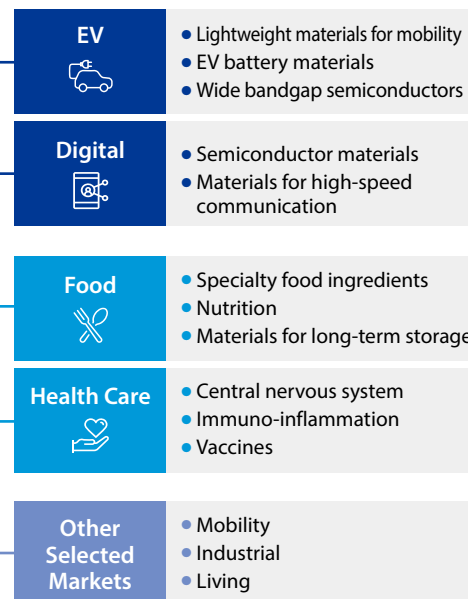 EV
● Lightweight materials for mobility
● EV battery materials
● Wide bandgap semiconductors
Digital
● Semiconductor materials
● Materials for high-speed
communication
Food
● Specialty food ingredients
● Nutrition
● Materials for long-term storage
Health Care
● Central nervous system
● Immuno-inflammation
● Vaccines
Other
Selected
Markets
● Mobility
● Industrial
● Living